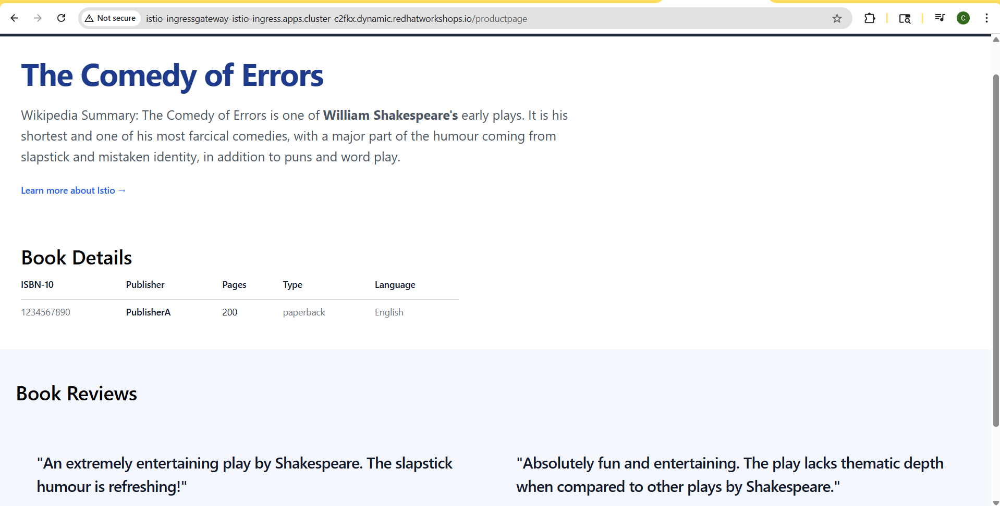 Not secure
istio-ingressgateway-istio-ingress.apps.cluster-c2fkx.dynamic.redhatworkshops.io/productpage
C
The Comedy of Errors
Wikipedia Summary: The Comedy of Errors is one of William Shakespeare's early plays. It is his
shortest and one of his most farcical comedies, with a major part of the humour coming from
slapstick and mistaken identity, in addition to puns and word play.
Learn more about Istio →
Book Details
ISBN-10 Publisher Pages Type Language
1234567890 PublisherA 200 paperback English
Book Reviews
"An extremely entertaining play by Shakespeare. The slapstick
humour is refreshing!"
"Absolutely fun and entertaining. The play lacks thematic depth
when compared to other plays by Shakespeare."